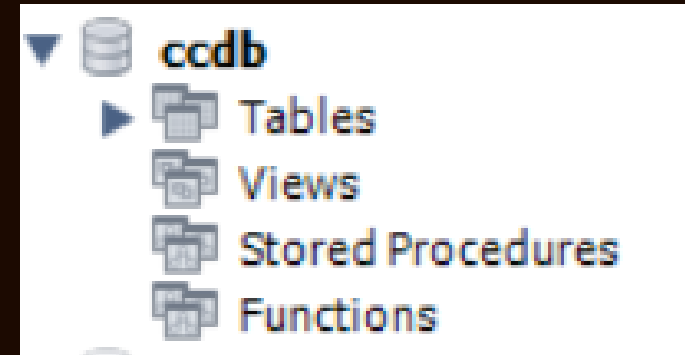 ccdb
Tables
Views
Stored Procedures
Functions